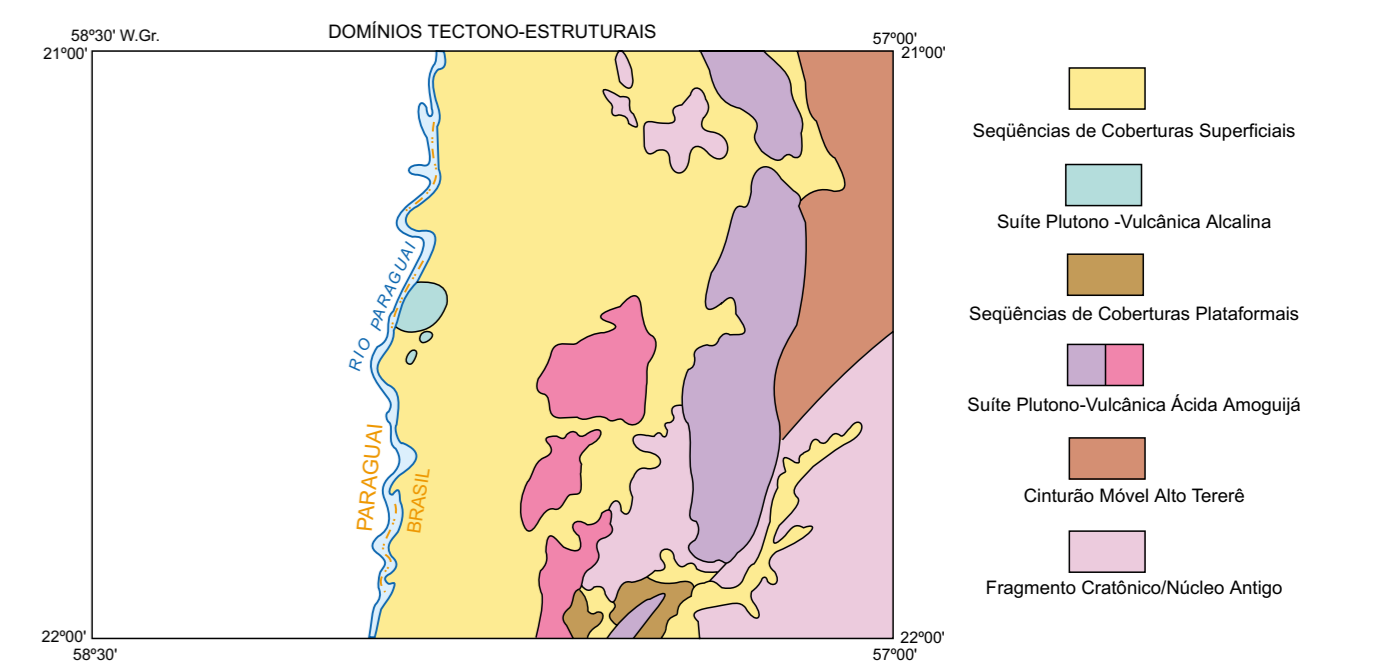 DOMÍNIOS TECTONO-ESTRUTURAIS
58º30' W.Gr.
57º00'
21º00'
21º00'
RIO PARAGUAI
PARAGUAI
BRASIL
22º00'
22º00'
58º30'
57º00'
Seqüências de Coberturas Superficiais
Suíte Plutono -Vulcânica Alcalina
Seqüências de Coberturas Plataformais
Suíte Plutono-Vulcânica Ácida Amoguijá
Cinturão Móvel Alto Tererê
Fragmento Cratônico/Núcleo Antigo